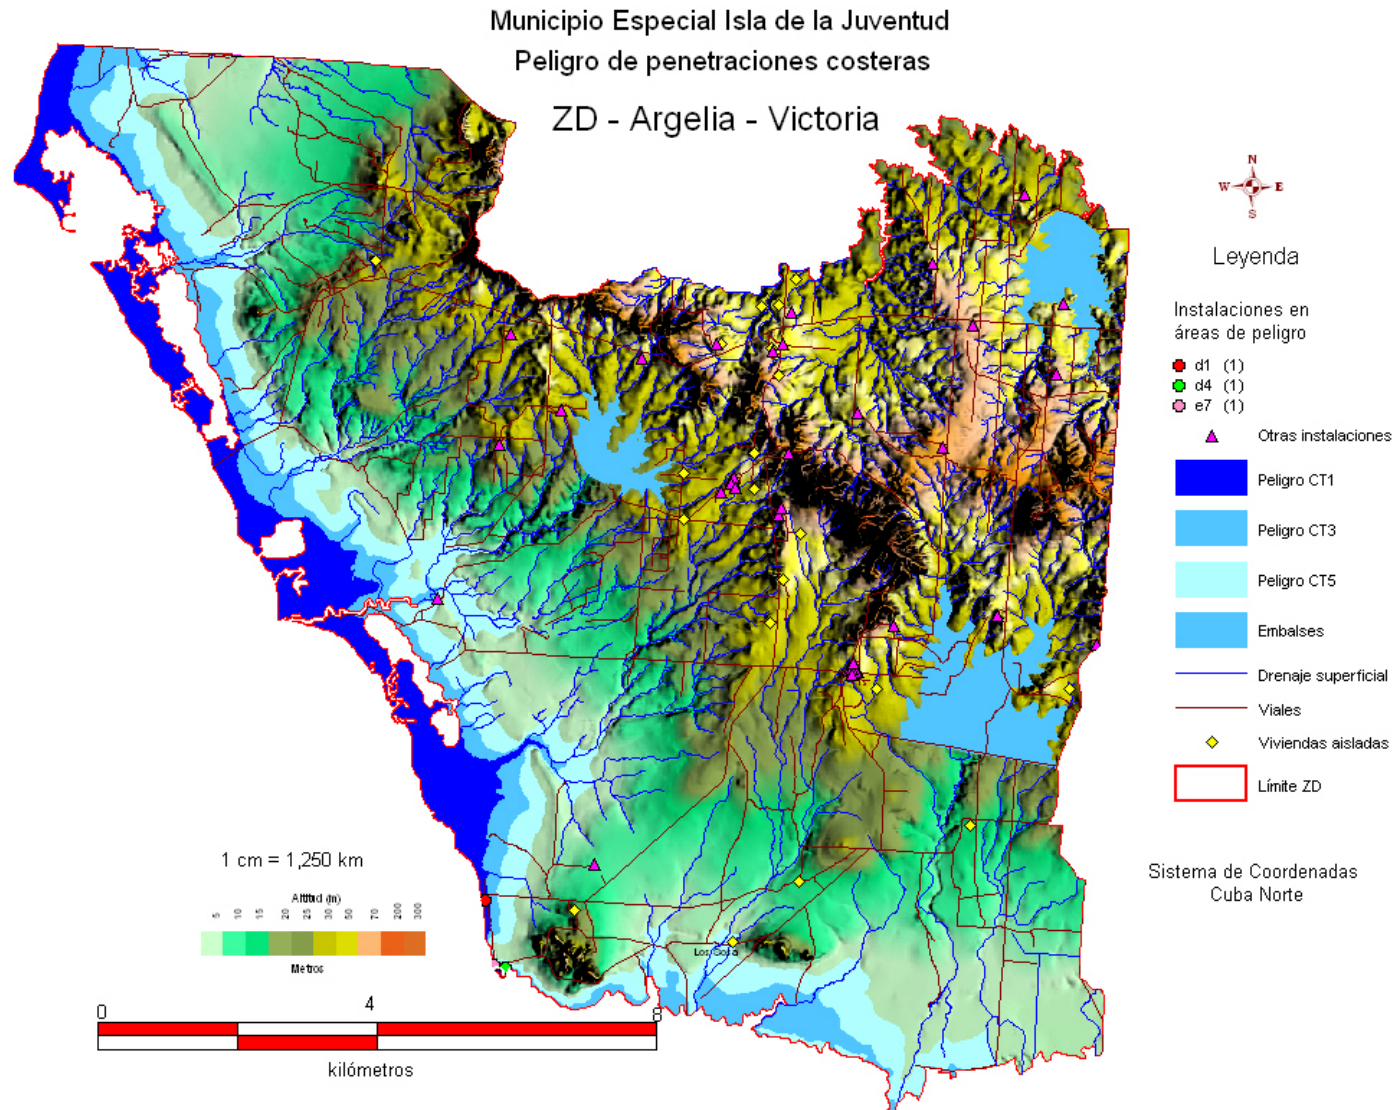 Municipio Especial Isla de la Juventud
Peligro de penetraciones costeras
ZD - Argelia - Victoria
N
W E
S
Leyenda
Instalaciones en
áreas de peligro
d1 (1)
d4 (1)
e7 (1)
Otras instalaciones
Peligro CT1
Peligro CT3
Peligro CT5
Embalses
Drenaje superficial
Viales
Viviendas aisladas
Límite ZD
Sistema de Coordenadas
Cuba Norte
1 cm = 1,250 km
Altitud (m)
5 10 15 20 25 30 50 70 200 300
Metros
0 4 8
kilómetros
Los